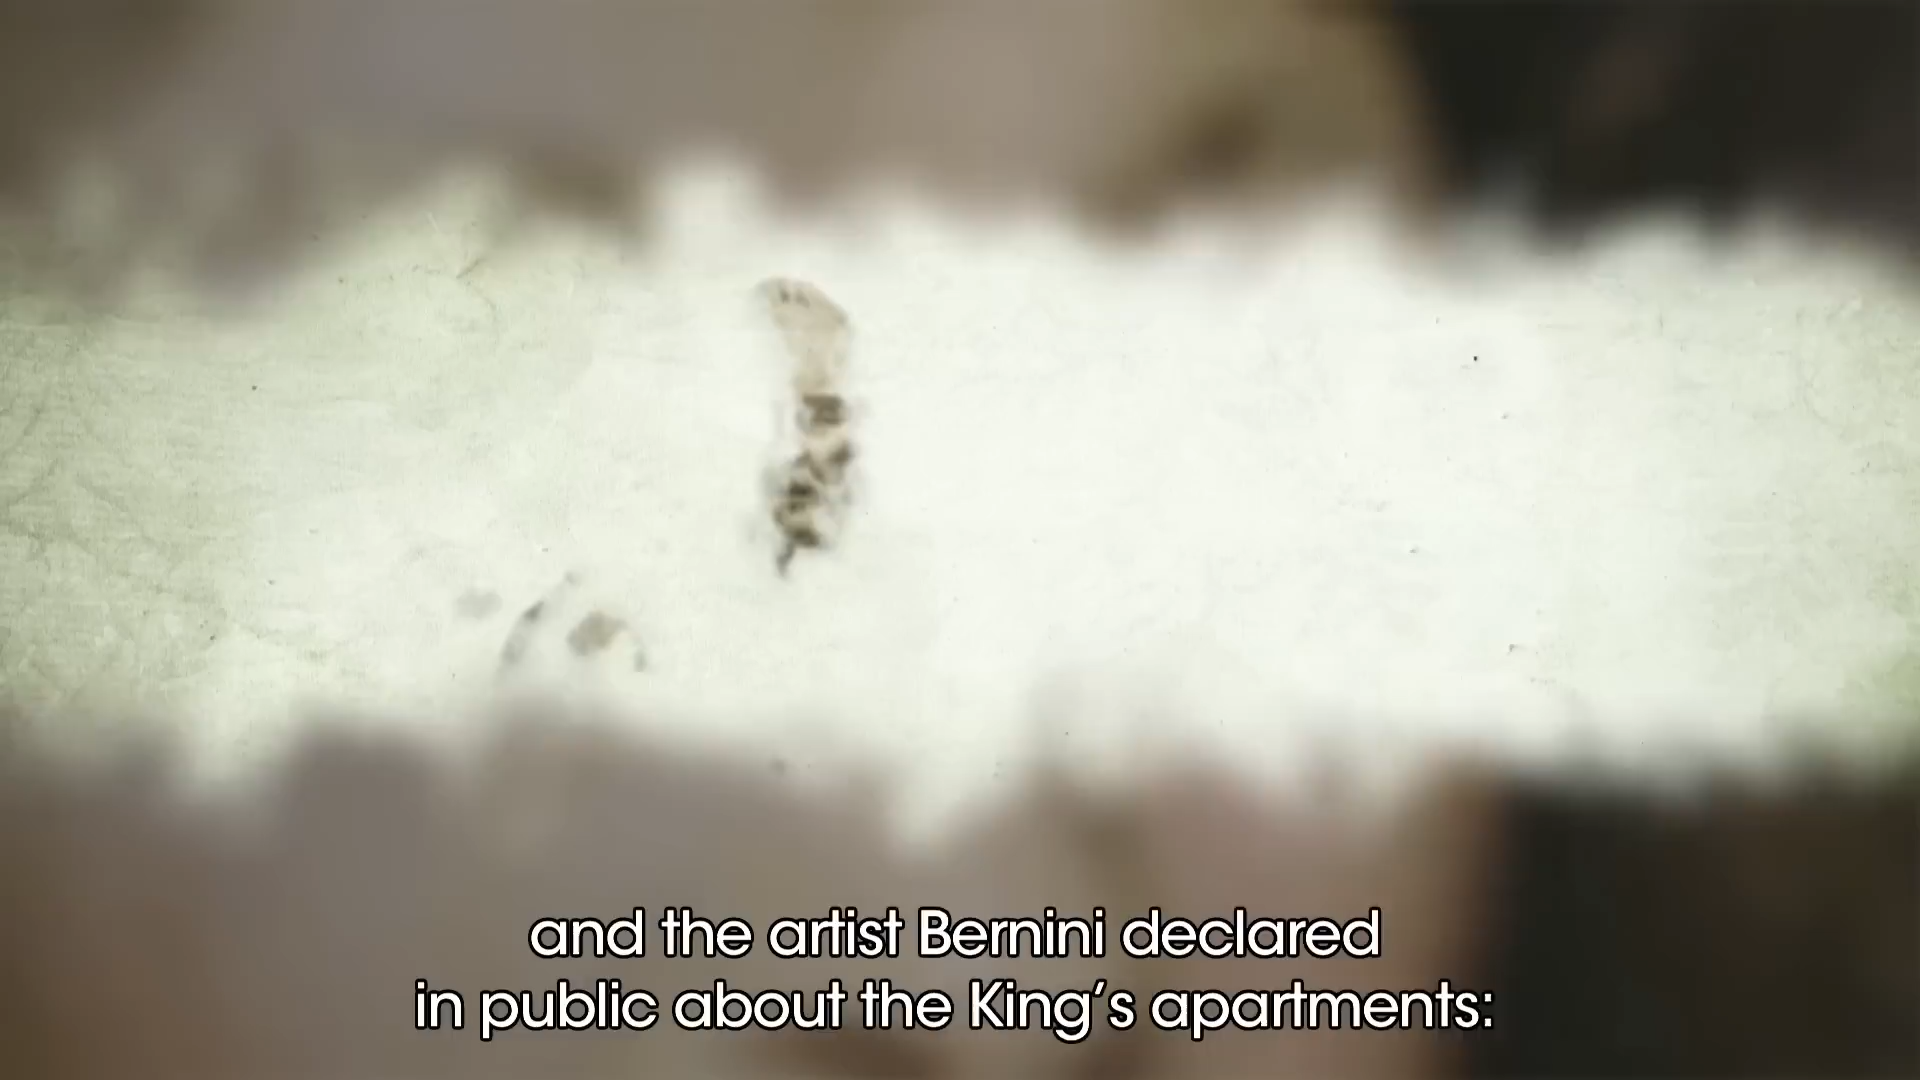 and the artist Bernini declared
in public about the King's apartments: